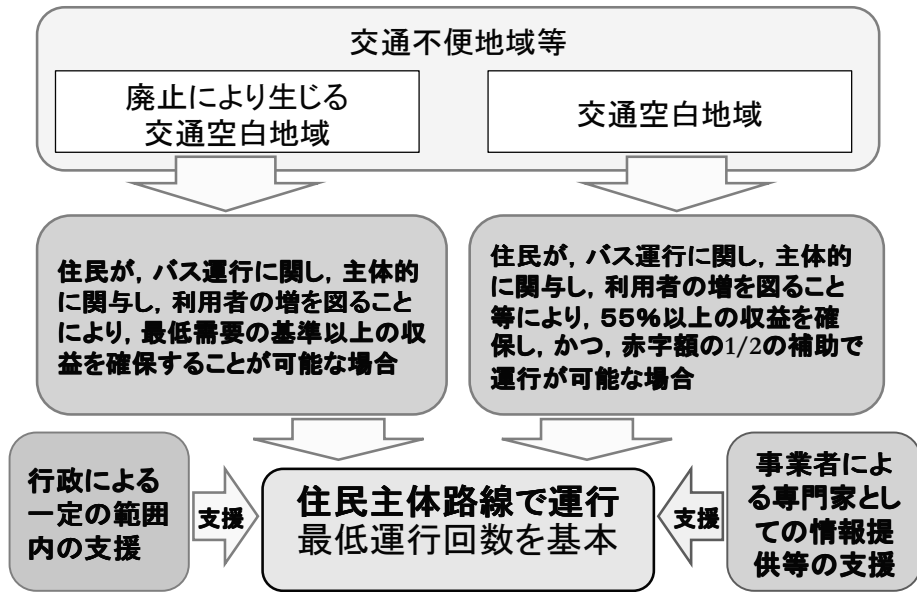 交通不便地域等
廃止により生じる
交通空白地域
交通空白地域
住民が，バス運行に関し，主体的
に関与し，利用者の増を図ること
により，最低需要の基準以上の収
益を確保することが可能な場合
住民が，バス運行に関し，主体的
に関与し，利用者の増を図ること
等により，５５％以上の収益を確
保し，かつ，赤字額の1/2の補助で
運行が可能な場合
行政による
一定の範囲
内の支援
支援
住民主体路線で運行
最低運行回数を基本
支援
事業者によ
る専門家とし
ての情報提
供等の支援